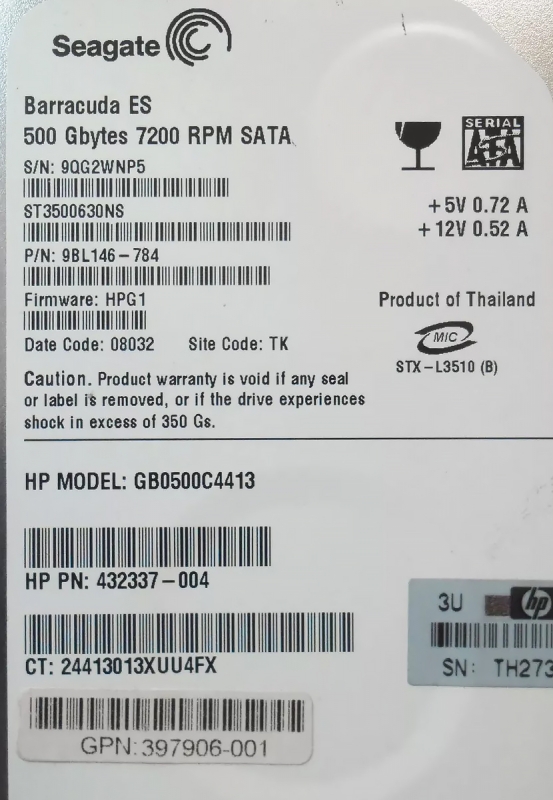 Seagate
Barracuda ES
500 Gbytes 7200 RPM SATA
S/N: 9QG2WNP5
SERIAL
ATA
ST3500630NS
+5V 0.72 A
+12V 0.52 A
P/N: 9BL146-784
Firmware: HPG1
Product of Thailand
MIC
Date Code: 08032 Site Code: TK
STX-L3510 (B)
Caution. Product warranty is void if any seal
or label is removed, or if the drive experiences
shock in excess of 350 Gs.
HP MODEL: GB0500C4413
HP PN: 432337-004
3U hp
CT: 24413013XUU4FX
SN: TH273
GPN:397906-001